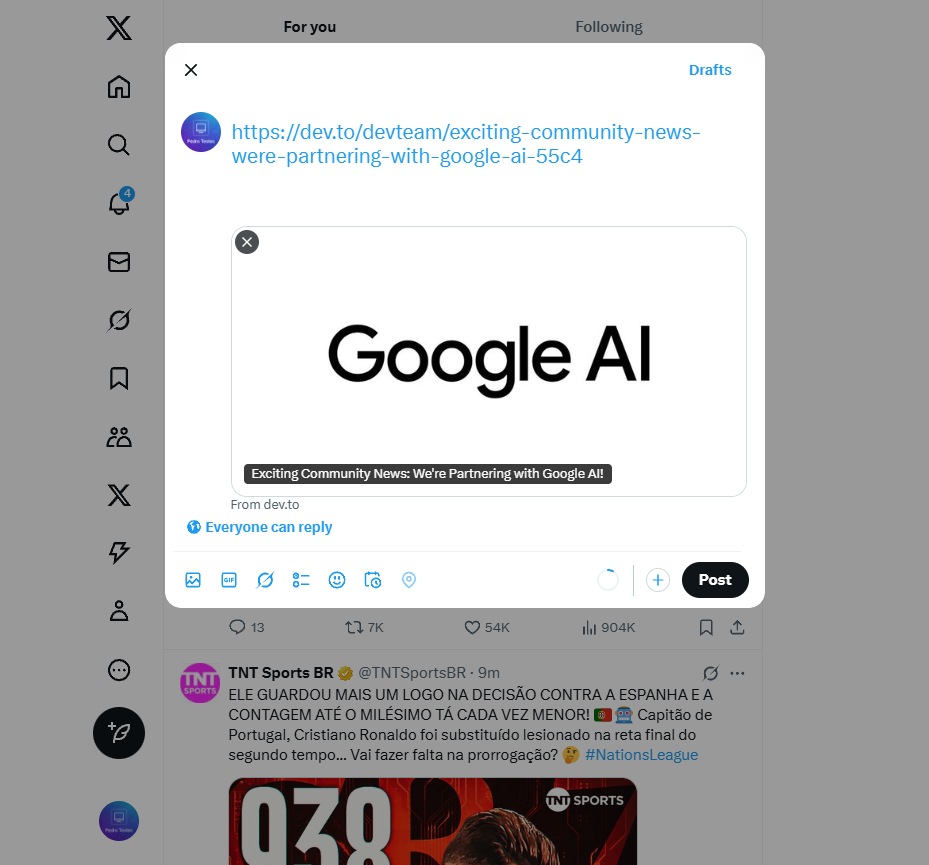 For you
Following
Drafts
https://dev.to/devteam/exciting-community-news-
were-partnering-with-google-ai-55c4
4
Google AI
Exciting Community News: We're Partnering with Google AI!
From dev.to
Everyone can reply
GIF
Post
13
7K
54K
904K
TNT Sports BR @TNTSportsBR · 9m
ELE GUARDOU MAIS UM LOGO NA DECISÃO CONTRA A ESPANHA E A
CONTAGEM ATÉ O MILÉSIMO TÁ CADA VEZ MENOR! 🇵🇹🤖 Capitão de
Portugal, Cristiano Ronaldo foi substituído lesionado na reta final do
segundo tempo... Vai fazer falta na prorrogação? 🤔 #NationsLeague
TNT
SPORTS
938
TNT SPORTS